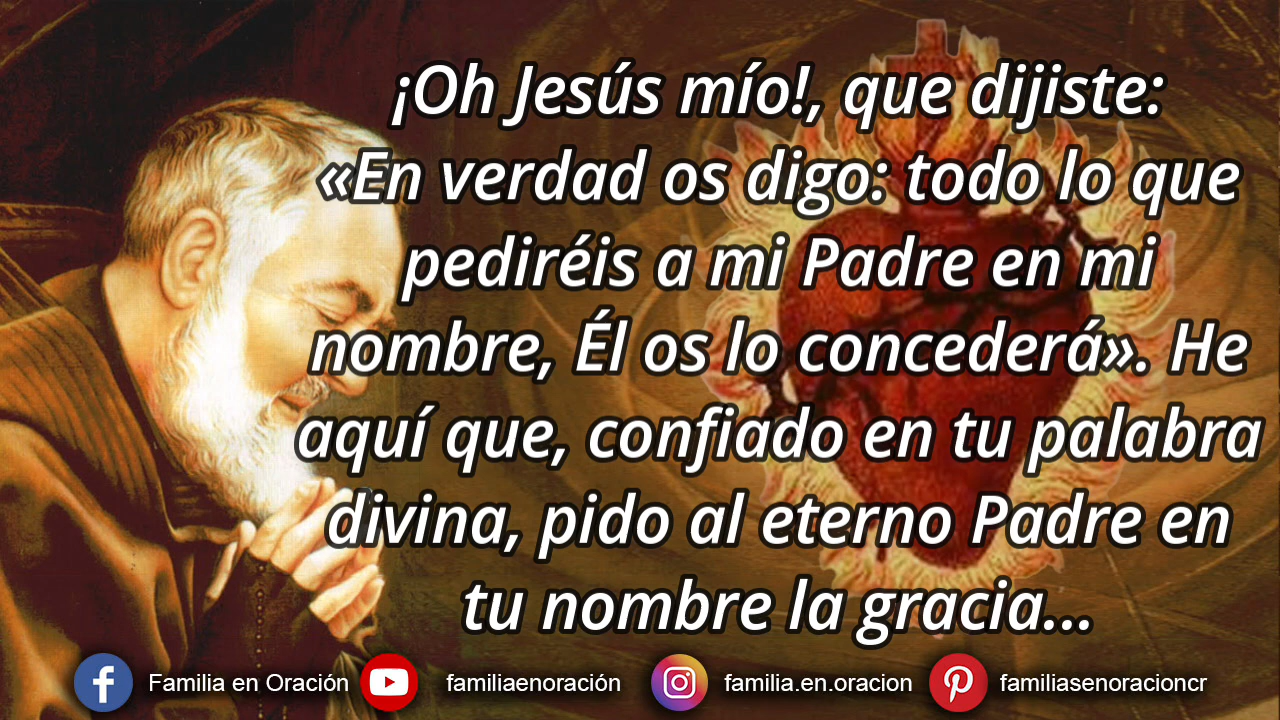 ¡Oh Jesús mío!, que dijiste:
«En verdad os digo: todo lo que
pediréis a mi Padre en mi
nombre, Él os lo concederá». He
aquí que, confiado en tu palabra
divina, pido al eterno Padre en
tu nombre la gracia...
Familia en Oración familiaenoración familia.en.oracion familiasenoracioncr